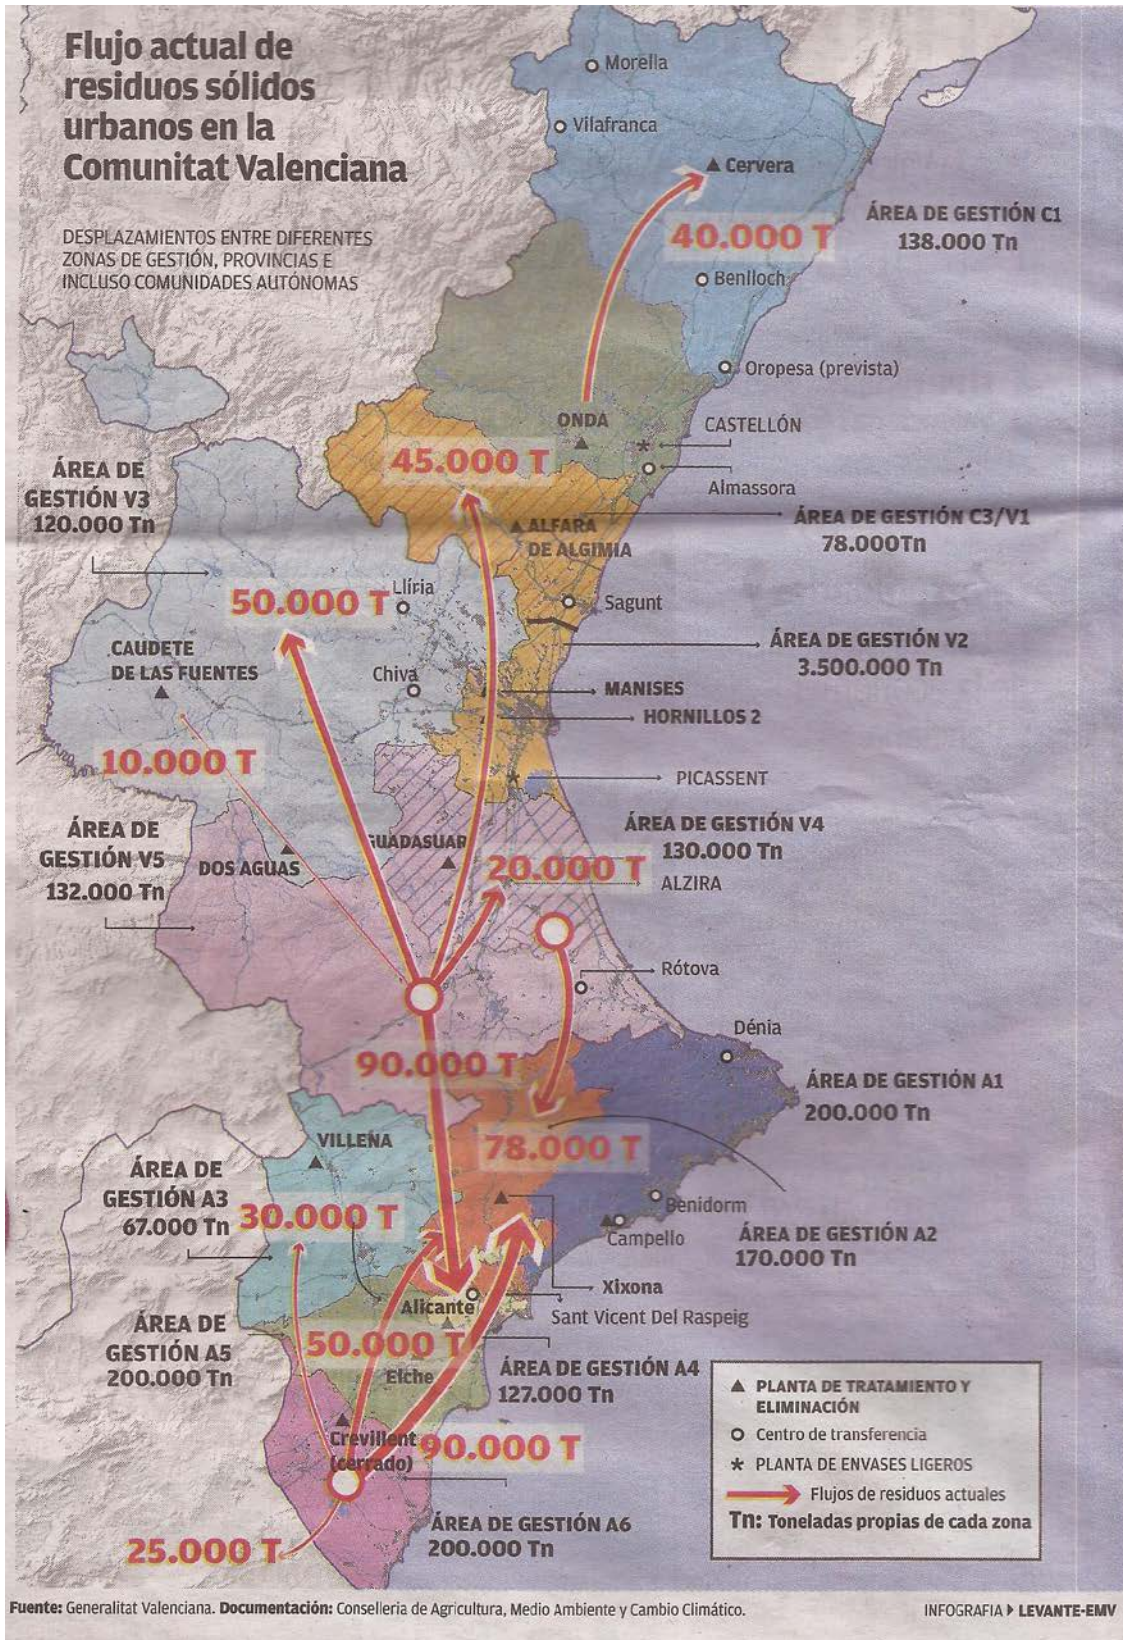 Flujo actual de
residuos sólidos
urbanos en la
Comunitat Valenciana
DESPLAZAMIENTOS ENTRE DIFERENTES
ZONAS DE GESTIÓN, PROVINCIAS E
INCLUSO COMUNIDADES AUTÓNOMAS
Morella
Vilafranca
Cervera
ÁREA DE GESTIÓN C1
138.000 Tn
40.000 T
Benlloch
Oropesa (prevista)
ONDA
CASTELLÓN
45.000 T
Almassora
ÁREA DE
GESTIÓN V3
120.000 Tn
ALFARA
DE ALGIMIA
ÁREA DE GESTIÓN C3/V1
78.000Tn
50.000 T
Llíria
Sagunt
CAUDETE
DE LAS FUENTES
ÁREA DE GESTIÓN V2
3.500.000 Tn
Chiva
MANISES
HORNILLOS 2
10.000 T
PICASSENT
ÁREA DE
GESTIÓN V5
132.000 Tn
ÁREA DE GESTIÓN V4
130.000 Tn
GUADASUAR
DOS AGUAS
20.000 T
ALZIRA
Rótova
Dénia
90.000 T
ÁREA DE GESTIÓN A1
200.000 Tn
VILLEÑA
78.000 T
ÁREA DE
GESTIÓN A3
67.000 Tn
30.000 T
Benidorm
Campello
ÁREA DE GESTIÓN A2
170.000 Tn
Xixona
Alicante
Sant Vicent Del Raspeig
ÁREA DE
GESTIÓN A5
200.000 Tn
50.000 T
Elche
ÁREA DE GESTIÓN A4
127.000 Tn
Crevillent
(cerrado)
90.000 T
25.000 T
ÁREA DE GESTIÓN A6
200.000 Tn
PLANTA DE TRATAMIENTO Y
ELIMINACIÓN
Centro de transferencia
PLANTA DE ENVASES LIGEROS
Flujos de residuos actuales
Tn: Toneladas propias de cada zona
Fuente: Generalitat Valenciana. Documentación: Conselleria de Agricultura, Medio Ambiente y Cambio Climático.
INFOGRAFIA LEVANTE-EMV